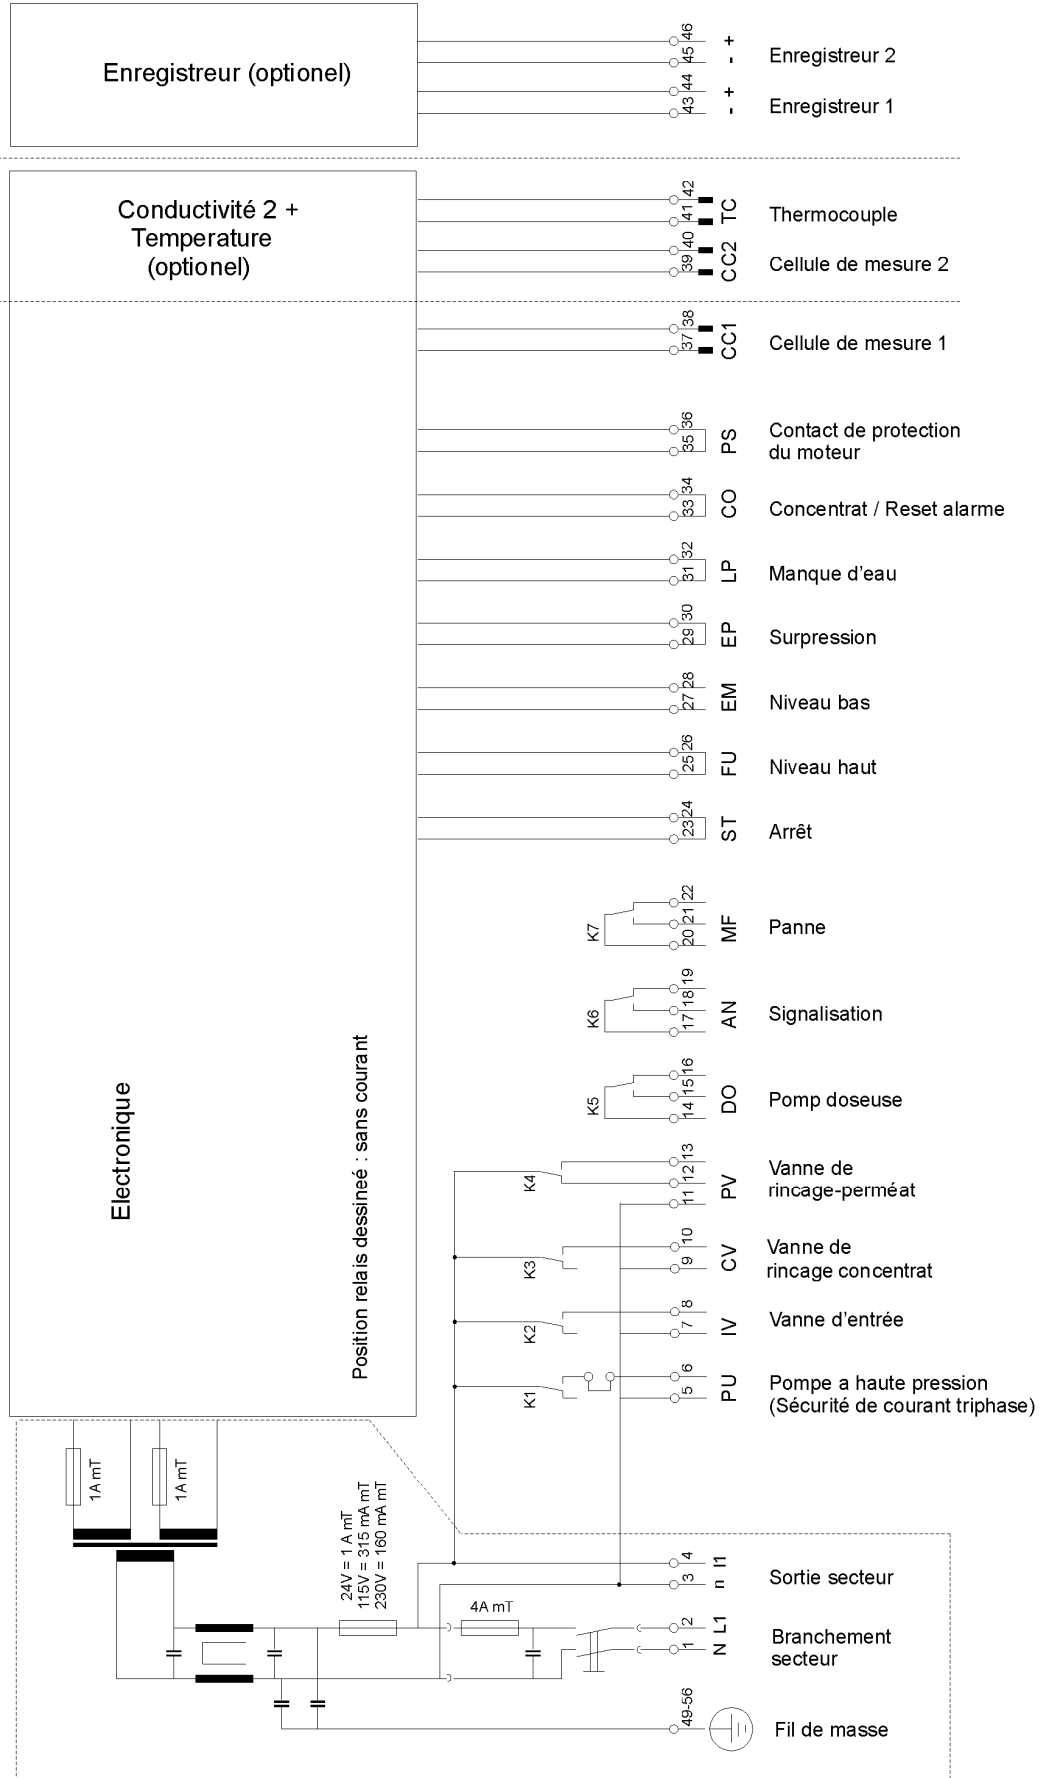 Enregistreur (optionel)
46
+
45
-
Enregistreur 2
44
+
43
-
Enregistreur 1
Conductivité 2 +
Temperature
(optionel)
42
41
TC
Thermocouple
40
39
CC2
Cellule de mesure 2
38
37
CC1
Cellule de mesure 1
36
35
PS
Contact de protection
du moteur
34
33
CO
Concentrat / Reset alarme
32
31
LP
Manque d'eau
30
29
EP
Surpression
28
27
EM
Niveau bas
26
25
FU
Niveau haut
24
23
ST
Arrêt
K7
22
21
20
MF
Panne
K6
19
18
17
AN
Signalisation
K5
16
15
14
DO
Pomp doseuse
Electronique
Position relais dessineé : sans courant
K4
13
12
11
PV
Vanne de
rincage-perméat
K3
10
9
CV
Vanne de
rincage concentrat
K2
8
7
IV
Vanne d'entrée
K1
6
5
PU
Pompe a haute pression
(Sécurité de courant triphase)
1A mT
1A mT
24V = 1 A mT
115V = 315 mA mT
230V = 160 mA mT
4
l1
3
n
Sortie secteur
4A mT
2
L1
1
N
Branchement
secteur
49-56
Fil de masse